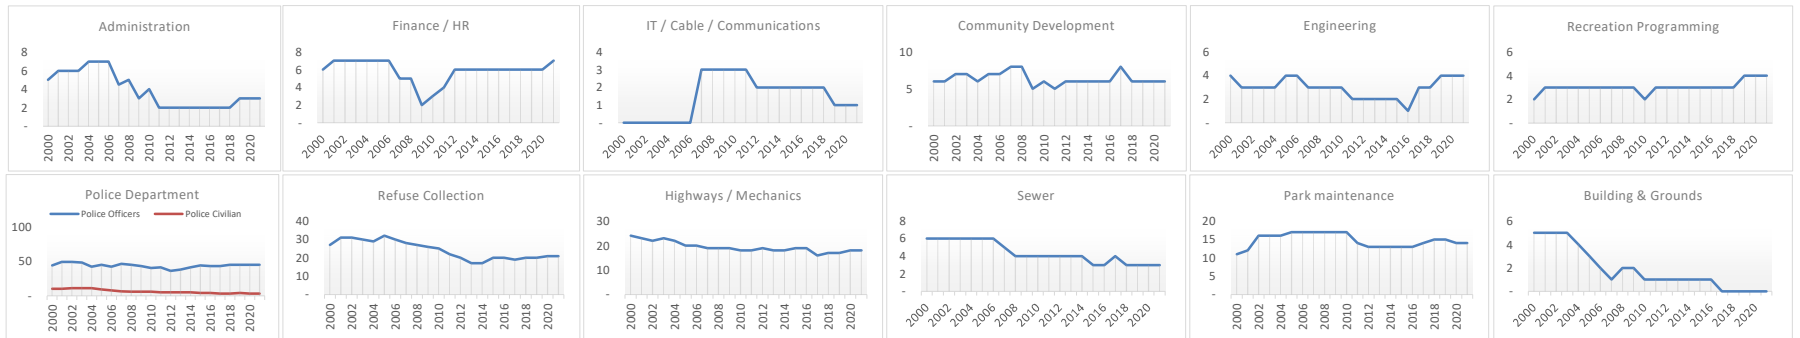 Administration
8
6
4
2
-
2000 2002 2004 2006 2008 2010 2012 2014 2016 2018 2020
Finance / HR
8
6
4
2
-
2000 2002 2004 2006 2008 2010 2012 2014 2016 2018 2020
IT / Cable / Communications
4
3
2
1
-
2000 2002 2004 2006 2008 2010 2012 2014 2016 2018 2020
Community Development
10
5
-
2000 2002 2004 2006 2008 2010 2012 2014 2016 2018 2020
Engineering
6
4
2
-
2000 2002 2004 2006 2008 2010 2012 2014 2016 2018 2020
Recreation Programming
6
4
2
-
2000 2002 2004 2006 2008 2010 2012 2014 2016 2018 2020
Police Department
Police Officers Police Civilian
100
50
-
2000 2002 2004 2006 2008 2010 2012 2014 2016 2018 2020
Refuse Collection
40
30
20
10
-
2000 2002 2004 2006 2008 2010 2012 2014 2016 2018 2020
Highways / Mechanics
30
20
10
-
2000 2002 2004 2006 2008 2010 2012 2014 2016 2018 2020
Sewer
8
6
4
2
-
2000 2002 2004 2006 2008 2010 2012 2014 2016 2018 2020
Park maintenance
20
15
10
5
-
2000 2002 2004 2006 2008 2010 2012 2014 2016 2018 2020
Building & Grounds
6
4
2
-
2000 2002 2004 2006 2008 2010 2012 2014 2016 2018 2020